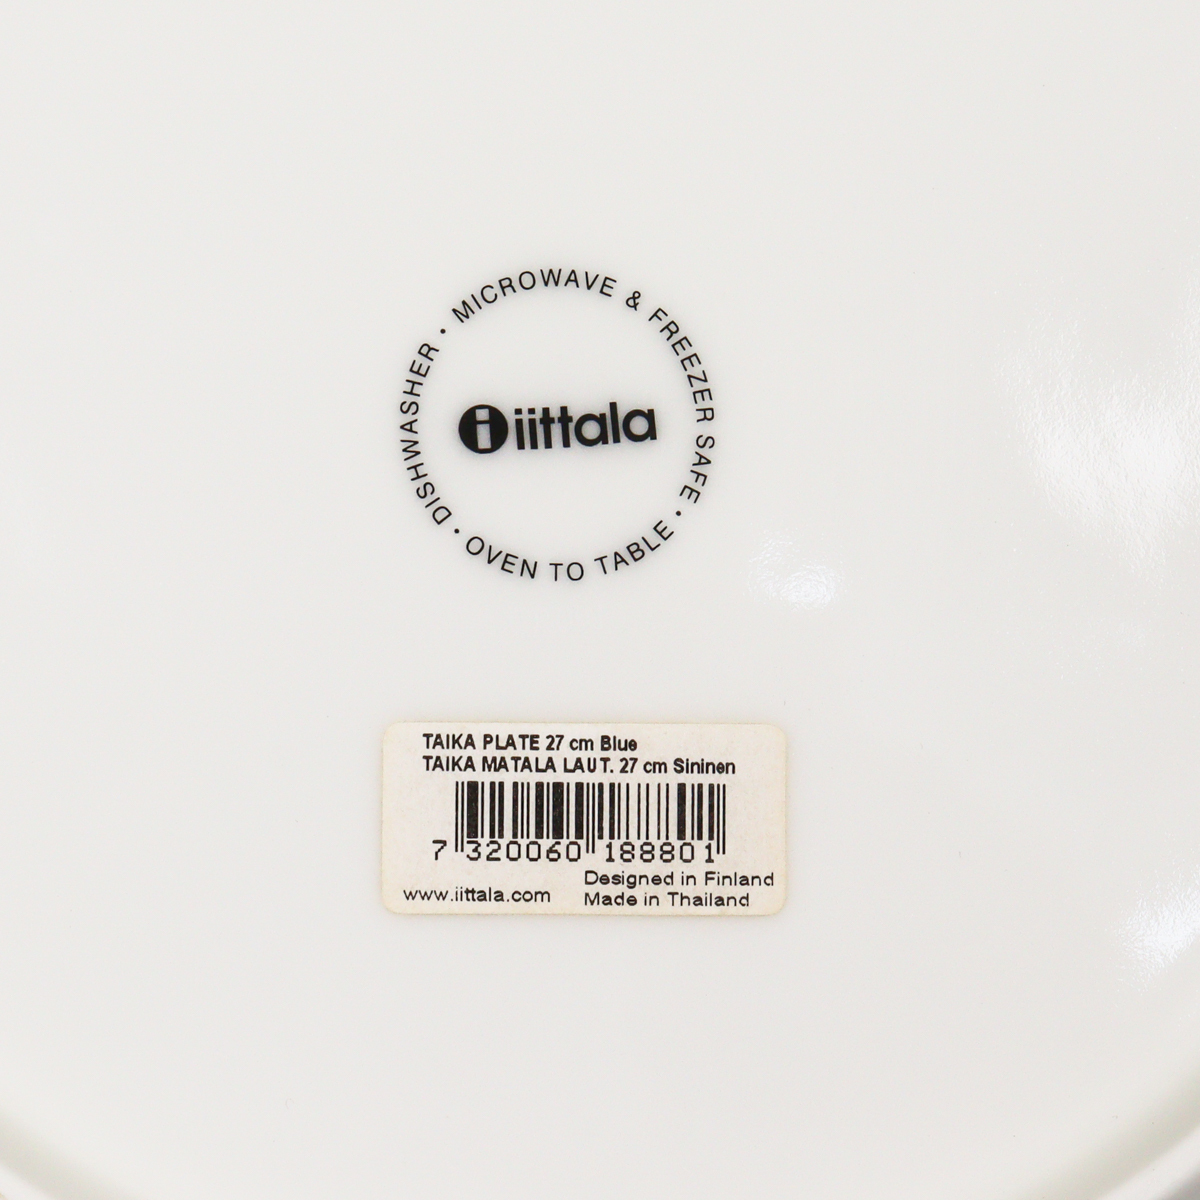 DISHWASHER • MICROWAVE & FREEZER SAFE • OVEN TO TABLE •
iittala
TAIKA PLATE 27 cm Blue
TAIKA MATALA LAUT. 27 cm Sininen
7 320060 188801
Designed in Finland
www.iittala.com Made in Thailand